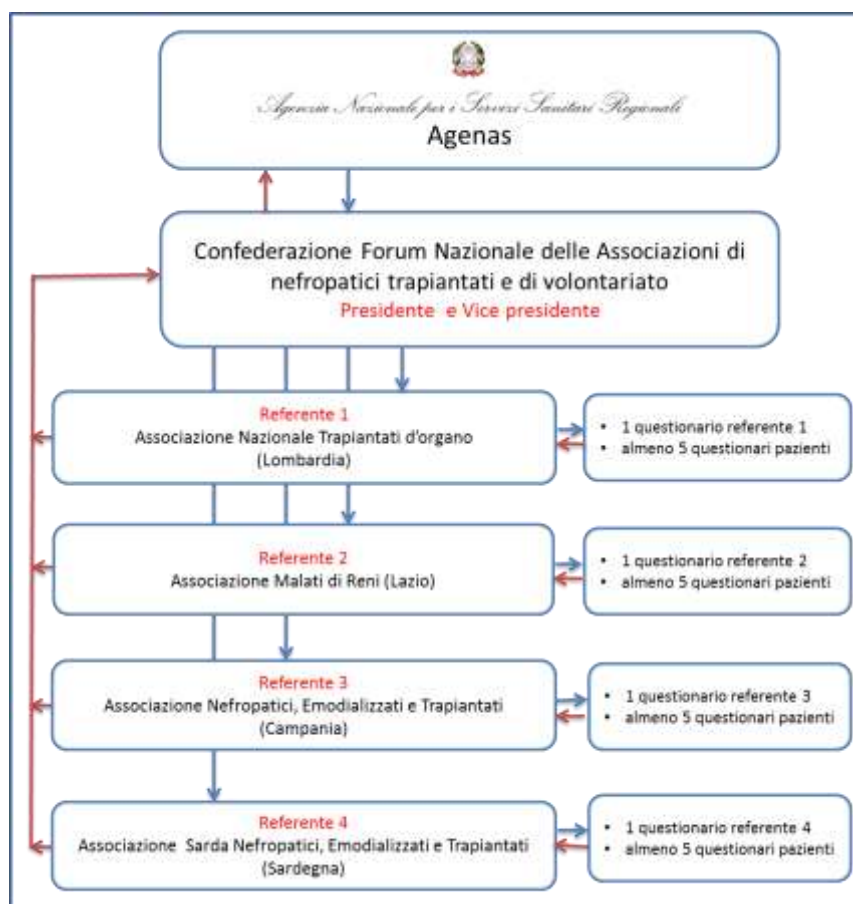 Agenzia Nazionale per i Servizi Sanitari Regionali
Agenas
Confederazione Forum Nazionale delle Associazioni di
nefropatici trapiantati e di volontariato
Presidente e Vice presidente
Referente 1
Associazione Nazionale Trapiantati d'organo
(Lombardia)
• 1 questionario referente 1
• almeno 5 questionari pazienti
Referente 2
Associazione Malati di Reni (Lazio)
• 1 questionario referente 2
• almeno 5 questionari pazienti
Referente 3
Associazione Nefropatici, Emodializzati e Trapiantati
(Campania)
• 1 questionario referente 3
• almeno 5 questionari pazienti
Referente 4
Associazione Sarda Nefropatici, Emodializzati e Trapiantati
(Sardegna)
• 1 questionario referente 4
• almeno 5 questionari pazienti